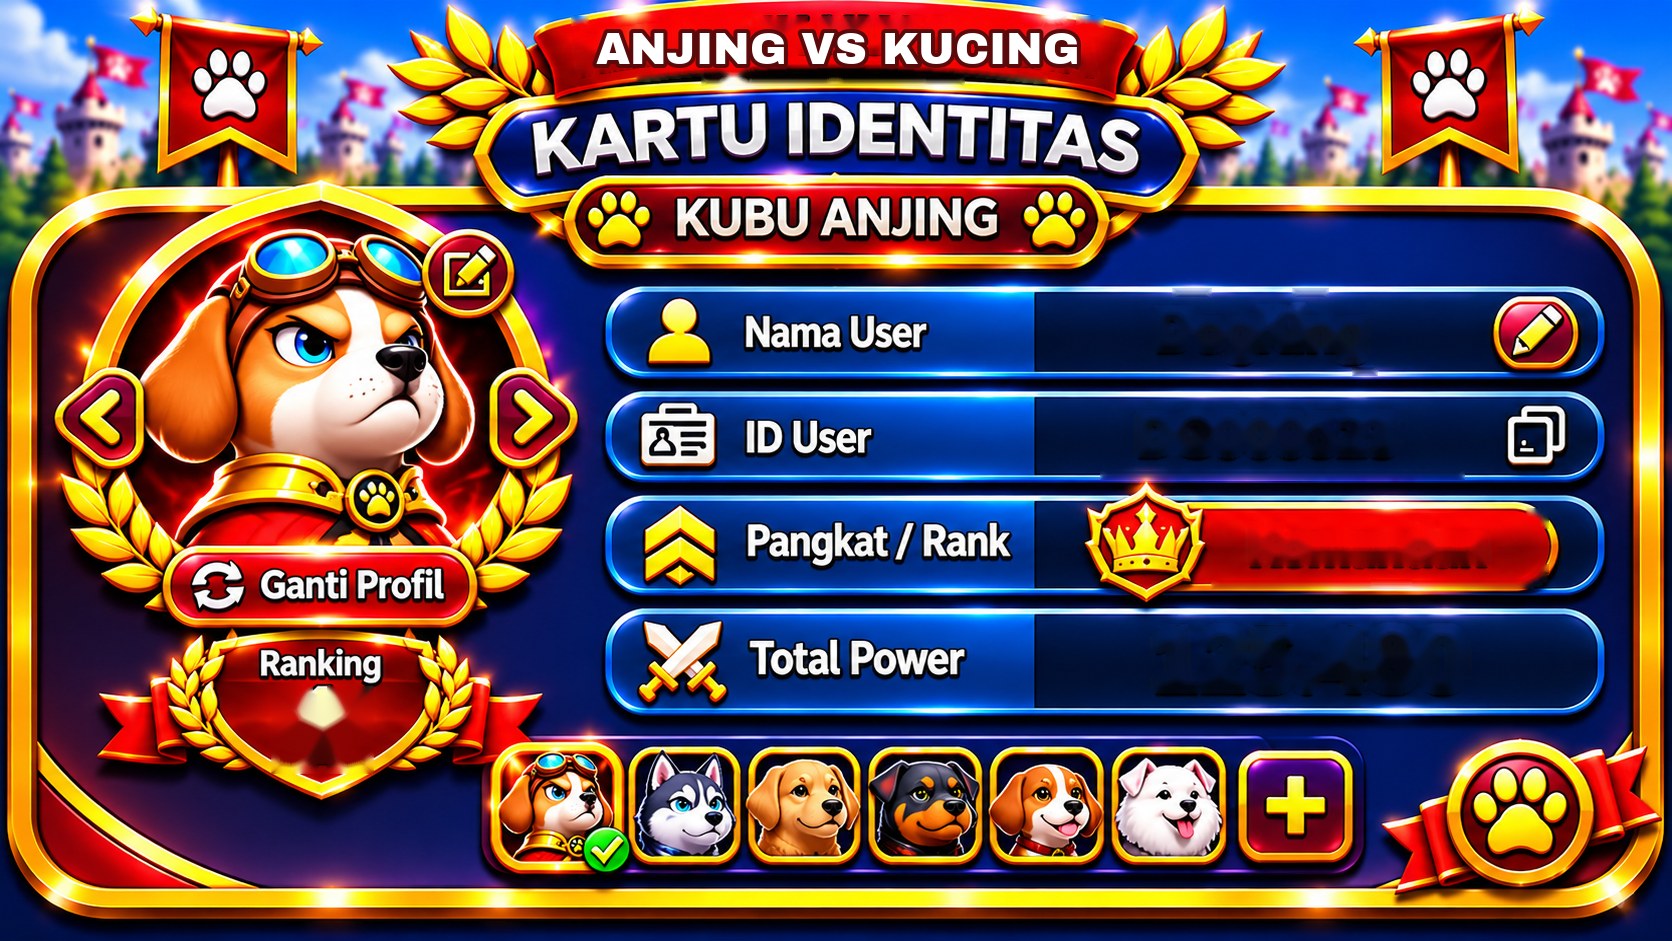 ANJING VS KUCING
KARTU IDENTITAS
KUBU ANJING
Nama User
ID User
Pangkat / Rank
Total Power
Ganti Profil
Ranking